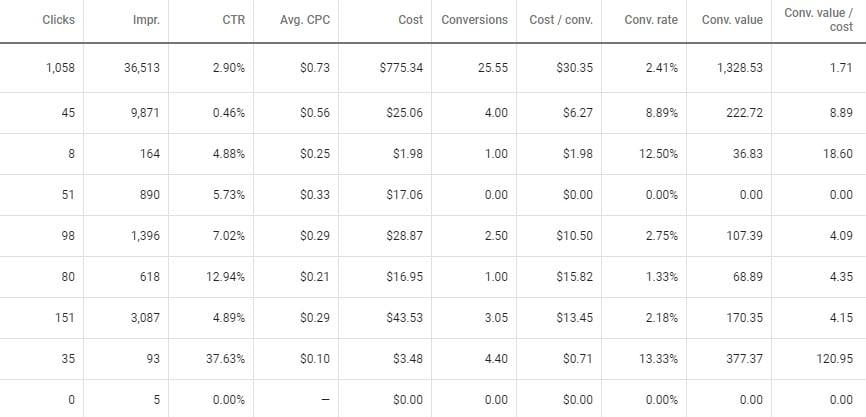 Clicks Impr. CTR Avg. CPC Cost Conversions Cost / conv. Conv. rate Conv. value Conv. value / cost
1,058 36,513 2.90% $0.73 $775.34 25.55 $30.35 2.41% 1,328.53 1.71
45 9,871 0.46% $0.56 $25.06 4.00 $6.27 8.89% 222.72 8.89
8 164 4.88% $0.25 $1.98 1.00 $1.98 12.50% 36.83 18.60
51 890 5.73% $0.33 $17.06 0.00 $0.00 0.00% 0.00 0.00
98 1,396 7.02% $0.29 $28.87 2.50 $10.50 2.75% 107.39 4.09
80 618 12.94% $0.21 $16.95 1.00 $15.82 1.33% 68.89 4.35
151 3,087 4.89% $0.29 $43.53 3.05 $13.45 2.18% 170.35 4.15
35 93 37.63% $0.10 $3.48 4.40 $0.71 13.33% 377.37 120.95
0 5 0.00% — $0.00 0.00 $0.00 0.00% 0.00 0.00